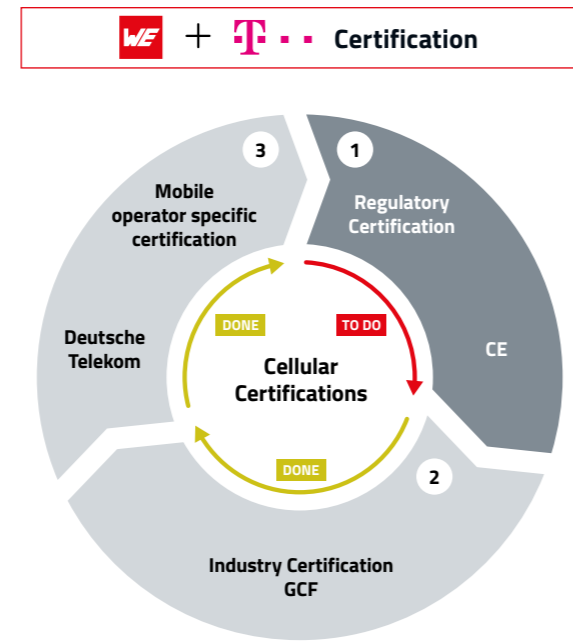 WE + T Certification
1
Regulatory
Certification
CE
2
Industry Certification
GCF
3
Mobile
operator specific
certification
Deutsche
Telekom
Cellular
Certifications
TO DO
DONE
DONE